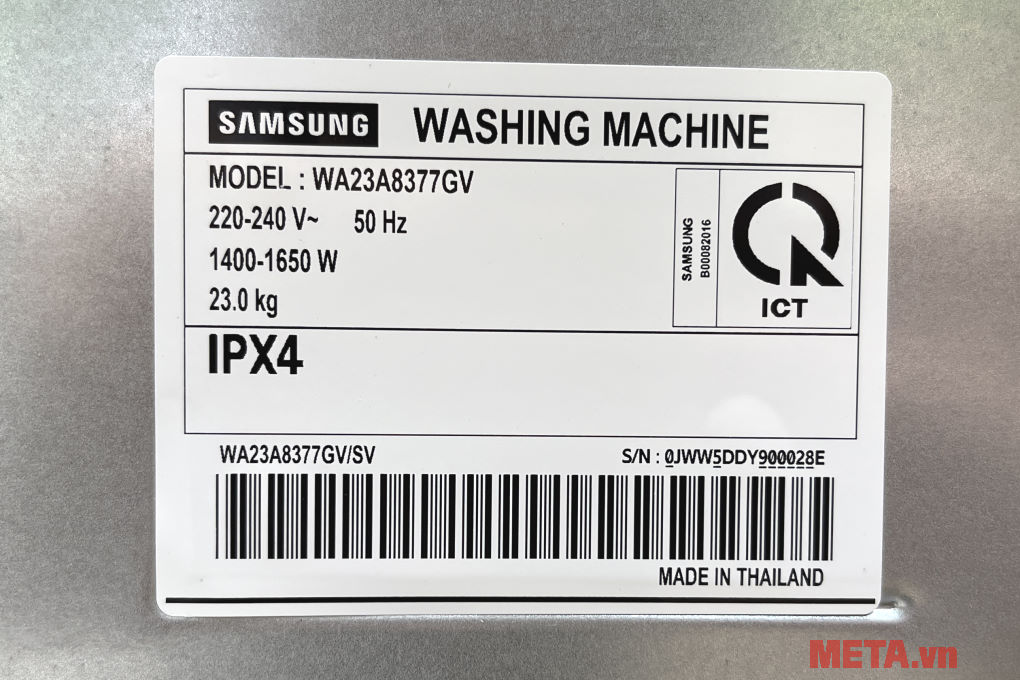 SAMSUNG WASHING MACHINE
MODEL : WA23A8377GV
220-240 V~ 50 Hz
1400-1650 W
23.0 kg
SAMSUNG
B00082016
ICT
IPX4
WA23A8377GV/SV S/N : 0JWW5DDY900028E
MADE IN THAILAND
META.vn